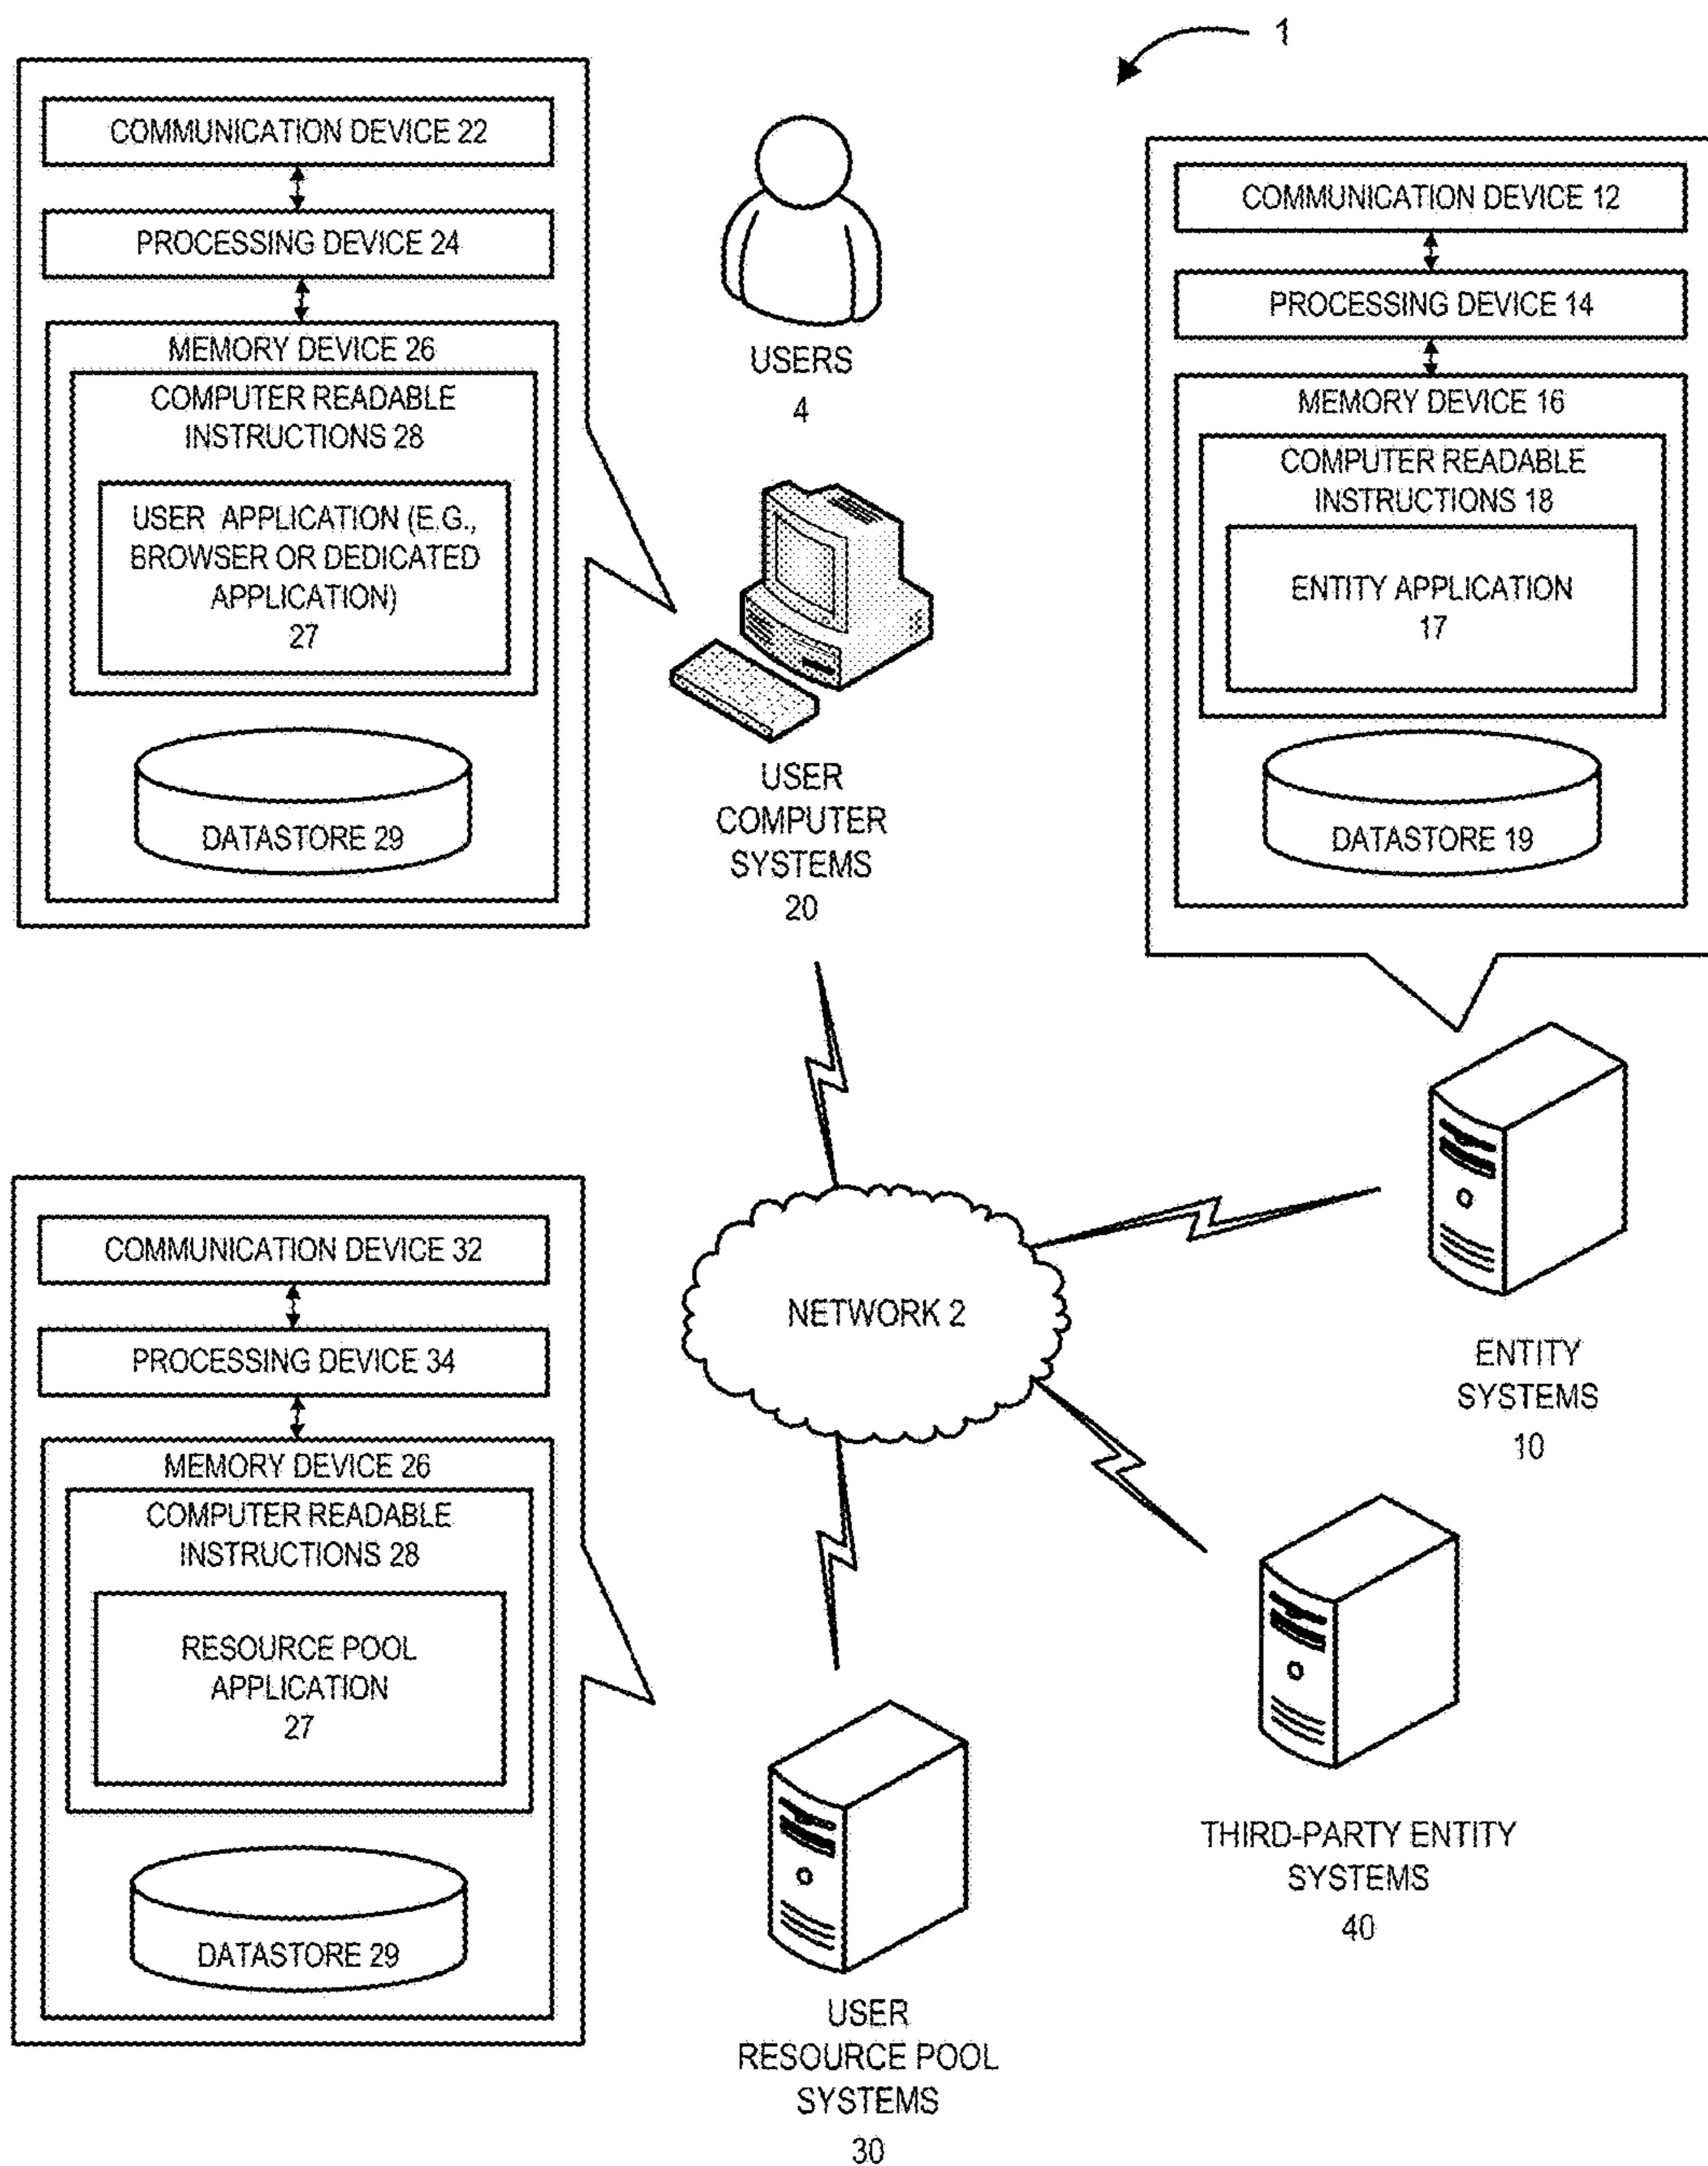 1
COMMUNICATION DEVICE 22
PROCESSING DEVICE 24
MEMORY DEVICE 26
COMPUTER READABLE
INSTRUCTIONS 28
USER APPLICATION (E.G.,
BROWSER OR DEDICATED
APPLICATION)
27
DATASTORE 29
USERS
4
USER
COMPUTER
SYSTEMS
20
COMMUNICATION DEVICE 12
PROCESSING DEVICE 14
MEMORY DEVICE 16
COMPUTER READABLE
INSTRUCTIONS 18
ENTITY APPLICATION
17
DATASTORE 19
ENTITY
SYSTEMS
10
NETWORK 2
COMMUNICATION DEVICE 32
PROCESSING DEVICE 34
MEMORY DEVICE 26
COMPUTER READABLE
INSTRUCTIONS 28
RESOURCE POOL
APPLICATION
27
DATASTORE 29
THIRD-PARTY ENTITY
SYSTEMS
40
USER
RESOURCE POOL
SYSTEMS
30